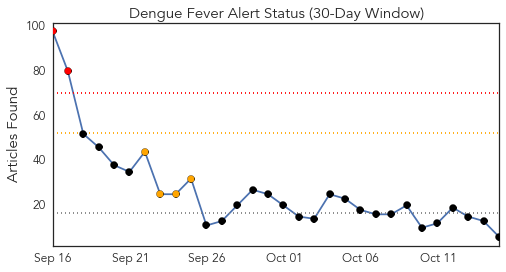 Dengue Fever Alert Status (30-Day Window)
Articles Found
100
80
60
40
20
Sep 16 Sep 21 Sep 26 Oct 01 Oct 06 Oct 11